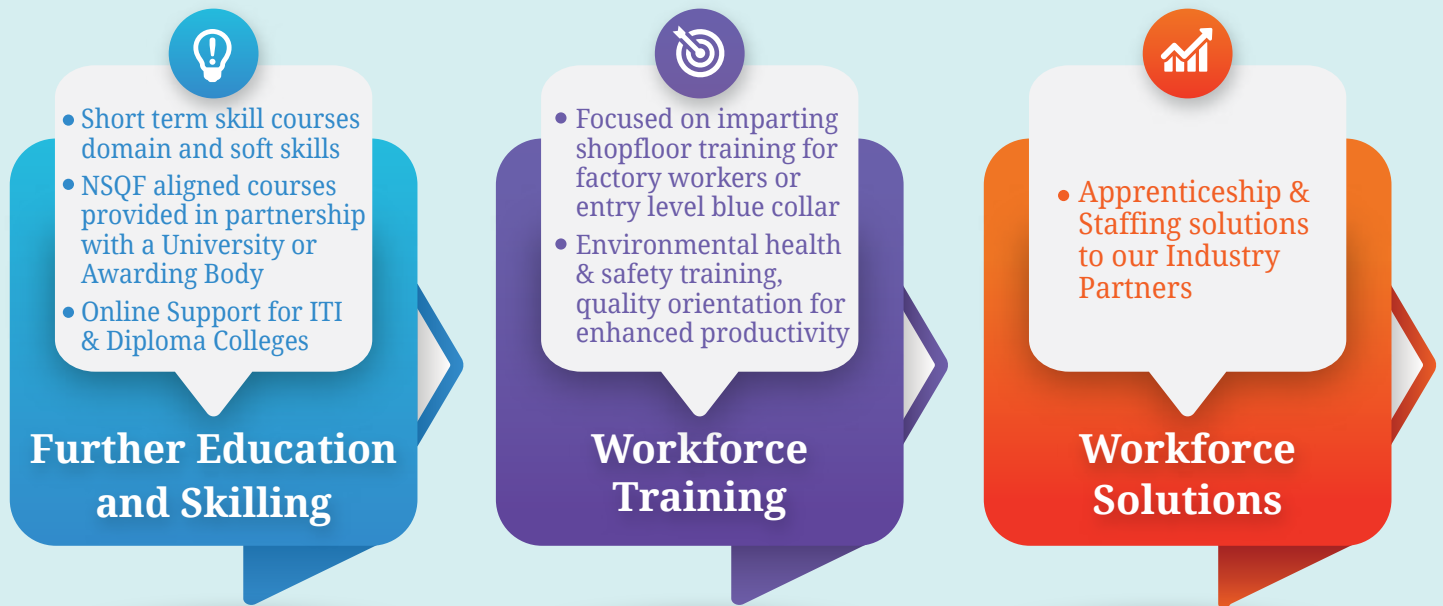 • Short term skill courses
domain and soft skills
• NSQF aligned courses
provided in partnership
with a University or
Awarding Body
• Online Support for ITI
& Diploma Colleges
Further Education
and Skilling
• Focused on imparting
shopfloor training for
factory workers or
entry level blue collar
• Environmental health
& safety training,
quality orientation for
enhanced productivity
Workforce
Training
• Apprenticeship &
Staffing solutions
to our Industry
Partners
Workforce
Solutions